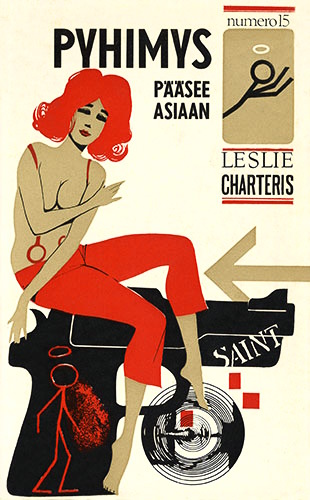 numero 15
PYHIMYS
PÄÄSEE
ASIAAN
LESLIE
CHARTERIS
SAINT